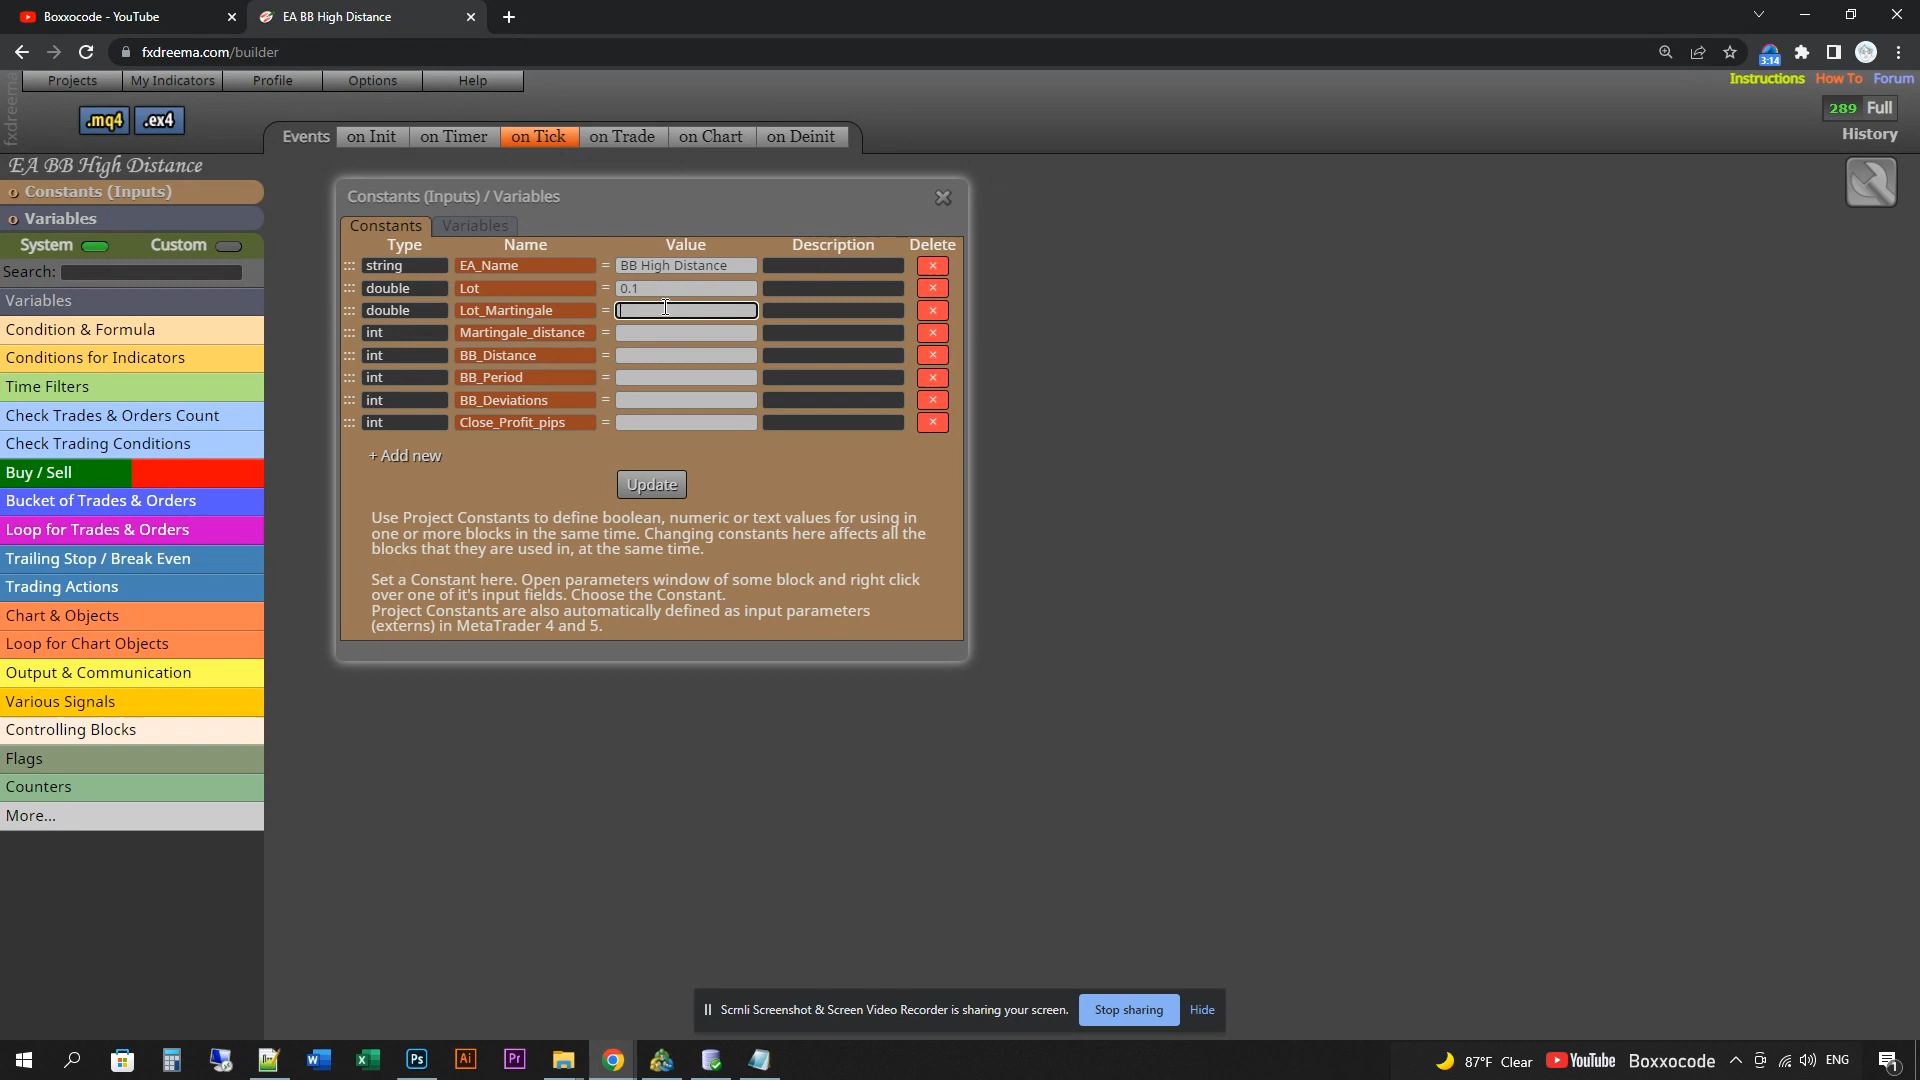 Boxxocode - YouTube
EA BB High Distance
fxdreema.com/builder
3:14
Projects
My Indicators
Profile
Options
Help
Instructions
How To
Forum
fxdreema
.mq4
.ex4
289 Full
History
Events
on Init
on Timer
on Tick
on Trade
on Chart
on Deinit
EA BB High Distance
Constants (Inputs)
Variables
System
Custom
Search:
Variables
Condition & Formula
Conditions for Indicators
Time Filters
Check Trades & Orders Count
Check Trading Conditions
Buy / Sell
Bucket of Trades & Orders
Loop for Trades & Orders
Trailing Stop / Break Even
Trading Actions
Chart & Objects
Loop for Chart Objects
Output & Communication
Various Signals
Controlling Blocks
Flags
Counters
More...
Constants (Inputs) / Variables
Constants
Variables
Type Name Value Description Delete
string EA_Name = BB High Distance
double Lot = 0.1
double Lot_Martingale =
int Martingale_distance =
int BB_Distance =
int BB_Period =
int BB_Deviations =
int Close_Profit_pips =
+ Add new
Update
Use Project Constants to define boolean, numeric or text values for using in
one or more blocks in the same time. Changing constants here affects all the
blocks that they are used in, at the same time.
Set a Constant here. Open parameters window of some block and right click
over one of it's input fields. Choose the Constant.
Project Constants are also automatically defined as input parameters
(externs) in MetaTrader 4 and 5.
Scrnli Screenshot & Screen Video Recorder is sharing your screen.
Stop sharing
Hide
Ps
Ai
Pr
87°F Clear
YouTube
Boxxocode
ENG
1